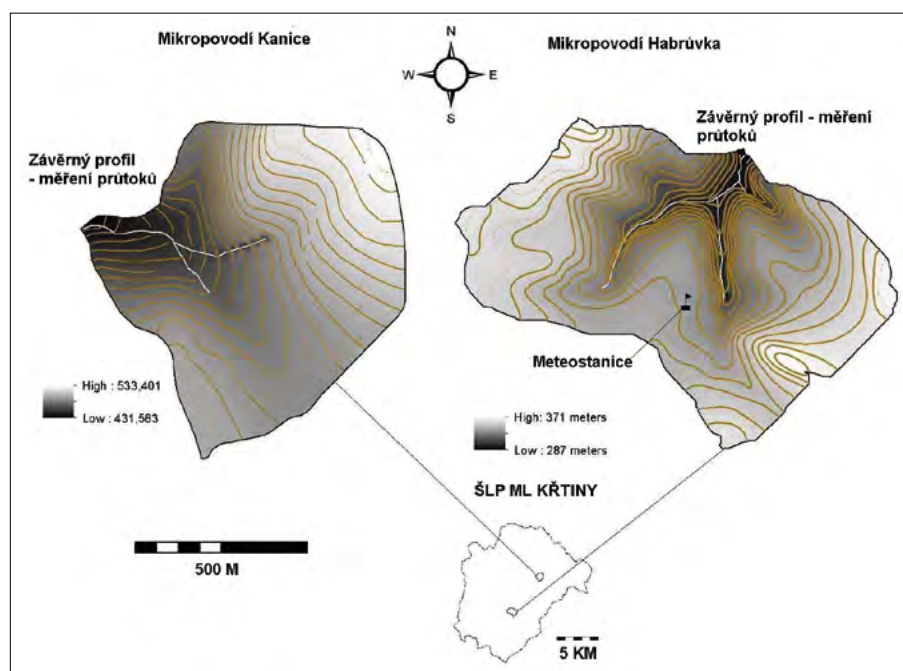 Mikropovodí Kanice
Mikropovodí Habrůvka
N
W E
S
Závěrný profil
- měření průtoků
Závěrný profil - měření
průtoků
Meteostanice
High : 533,401
Low : 431,583
High: 371 meters
Low : 287 meters
ŠLP ML KŘTINY
500 M
5 KM